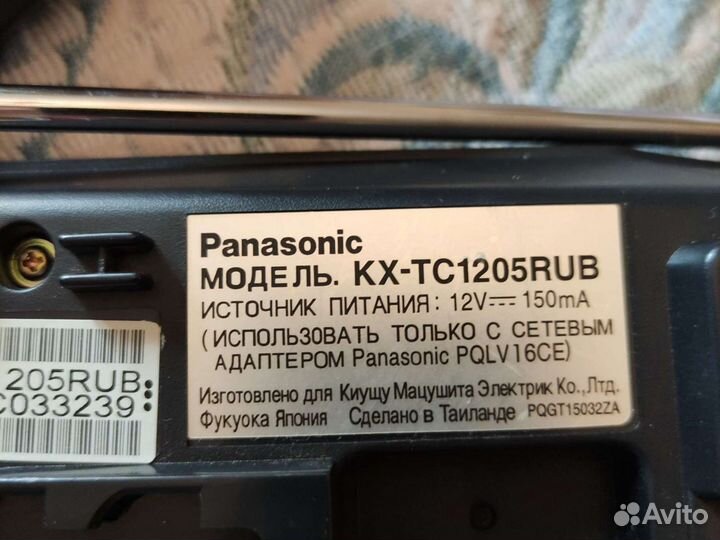 Panasonic
МОДЕЛЬ. KX-TC1205RUB
ИСТОЧНИК ПИТАНИЯ: 12V⎓ 150mA
(ИСПОЛЬЗОВАТЬ ТОЛЬКО С СЕТЕВЫМ
АДАПТЕРОМ Panasonic PQLV16CE)
Изготовлено для Киущу Мацушита Электрик Ко., Лтд.
Фукуока Япония Сделано в Таиланде PQGT15032ZA
1205RUB
C033239
Avito